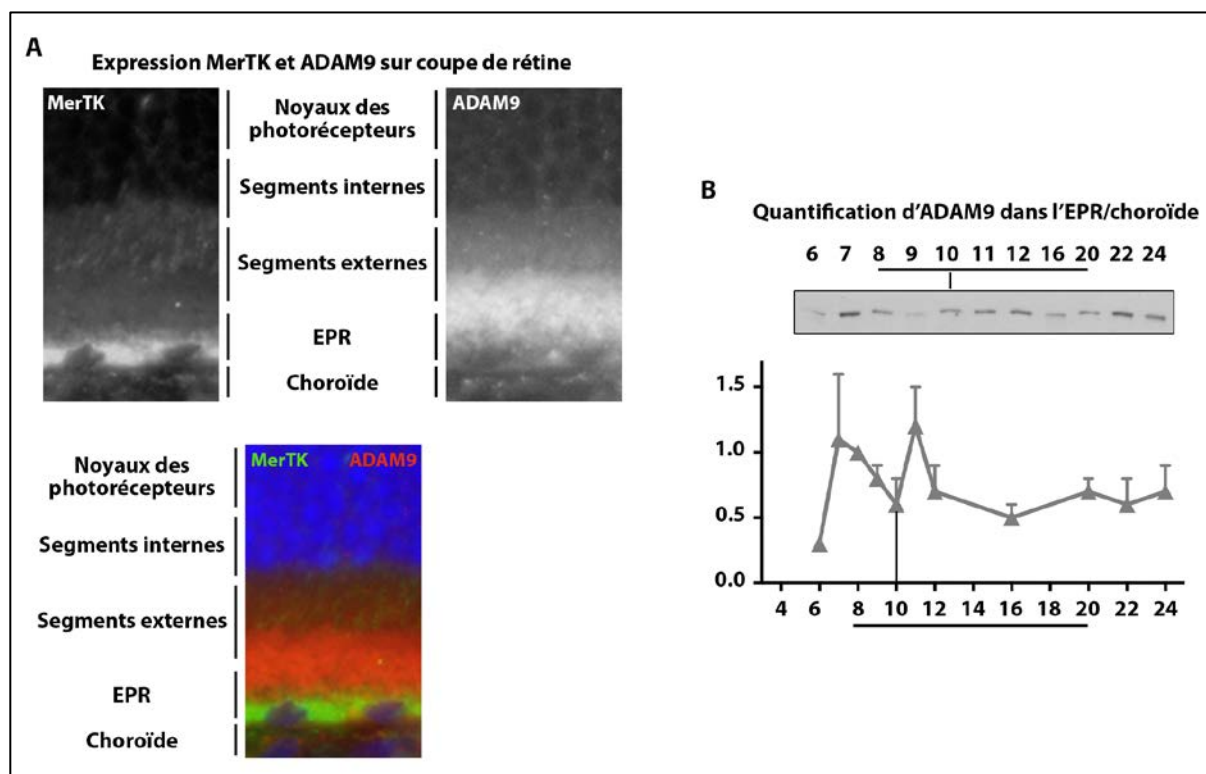 A
Expression MerTK et ADAM9 sur coupe de rétine
MerTK
Noyaux des
photorécepteurs
Segments internes
Segments externes
EPR
Choroïde
ADAM9
Noyaux des
photorécepteurs
Segments internes
Segments externes
EPR
Choroïde
MerTK ADAM9
B
Quantification d'ADAM9 dans l'EPR/choroïde
6 7 8 9 10 11 12 16 20 22 24
1.5
1.0
0.5
0.0
4 6 8 10 12 14 16 18 20 22 24